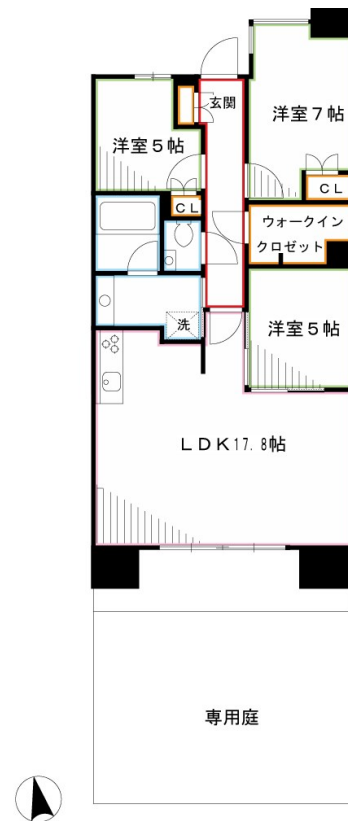 玄関
洋室7帖
洋室5帖
CL
CL
ウォークイン
クロゼット
洗
洋室5帖
LDK17.8帖
専用庭